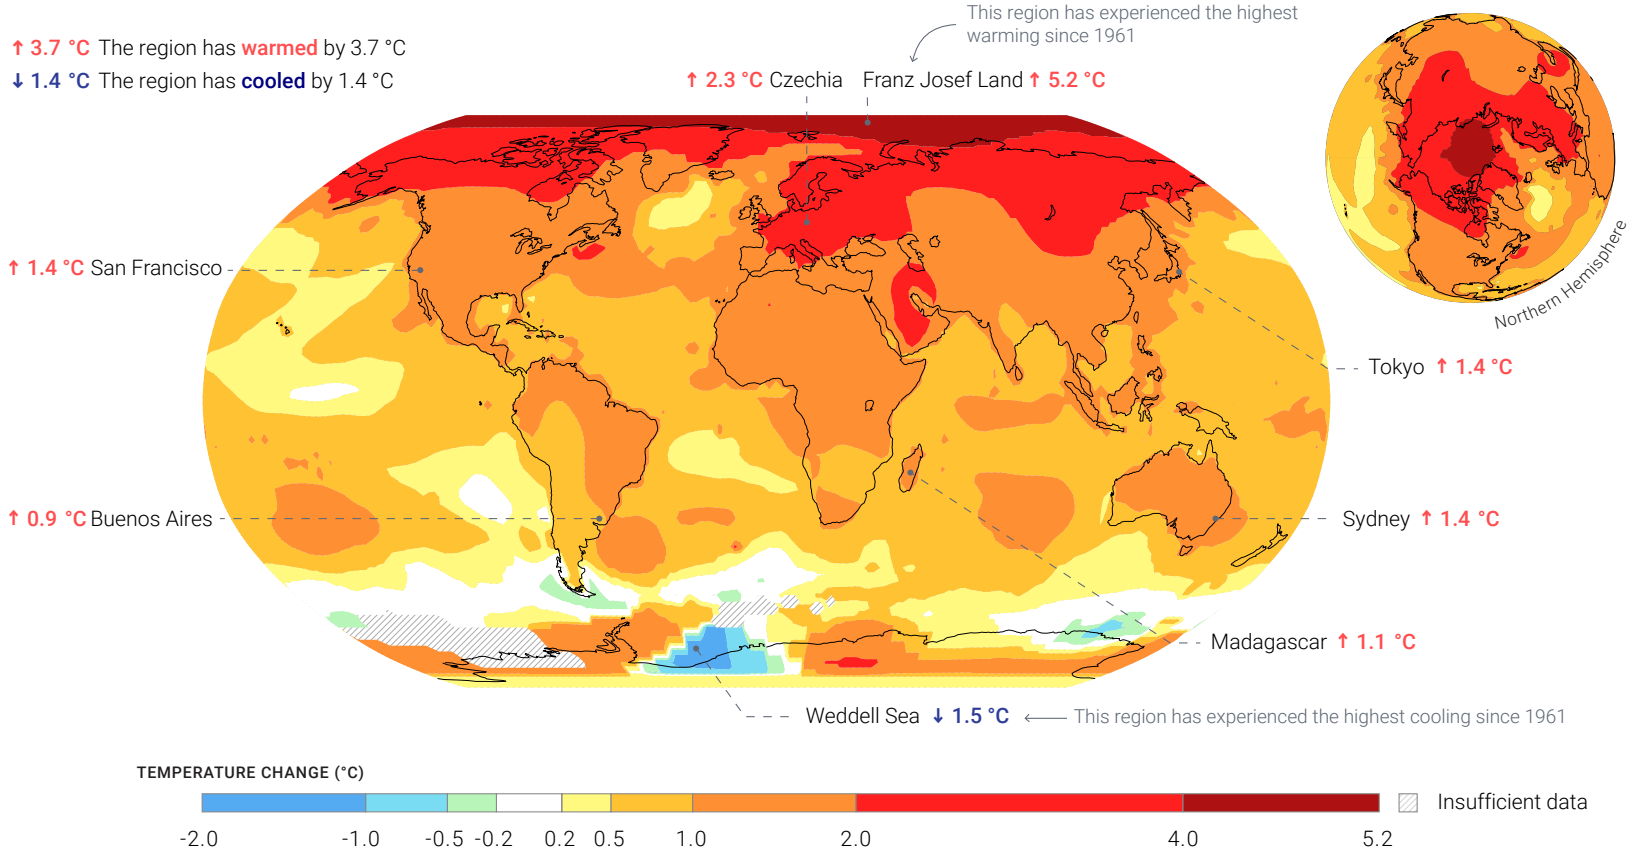 This region has experienced the highest
warming since 1961
↑ 3.7 °C The region has warmed by 3.7 °C
↓ 1.4 °C The region has cooled by 1.4 °C
↑ 2.3 °C Czechia
Franz Josef Land ↑ 5.2 °C
Northern Hemisphere
↑ 1.4 °C San Francisco
Tokyo ↑ 1.4 °C
↑ 0.9 °C Buenos Aires
Sydney ↑ 1.4 °C
Madagascar ↑ 1.1 °C
Weddell Sea ↓ 1.5 °C
This region has experienced the highest cooling since 1961
TEMPERATURE CHANGE (°C)
Insufficient data
-2.0 -1.0 -0.5 -0.2 0.2 0.5 1.0 2.0 4.0 5.2